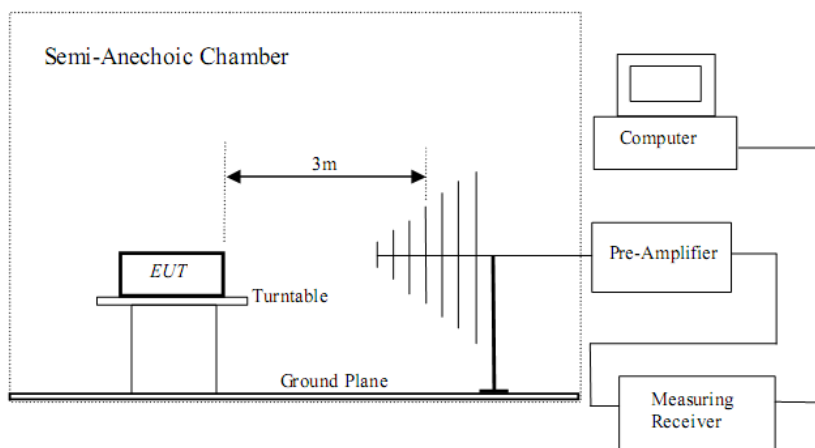 Semi-Anechoic Chamber
3m
EUT
Turntable
Ground Plane
Computer
Pre-Amplifier
Measuring
Receiver